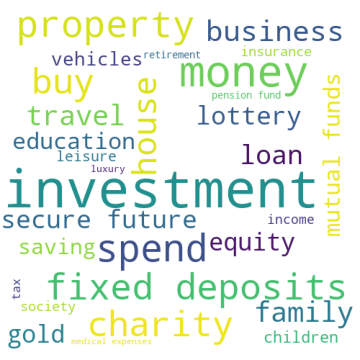 property
business
vehicles
retirement
insurance
buy
money
pension fund
house
travel
lottery
mutual funds
education
leisure
loan
luxury
investment
secure future
income
saving
spend
equity
tax
fixed deposits
society
charity
family
gold
medical expenses
children